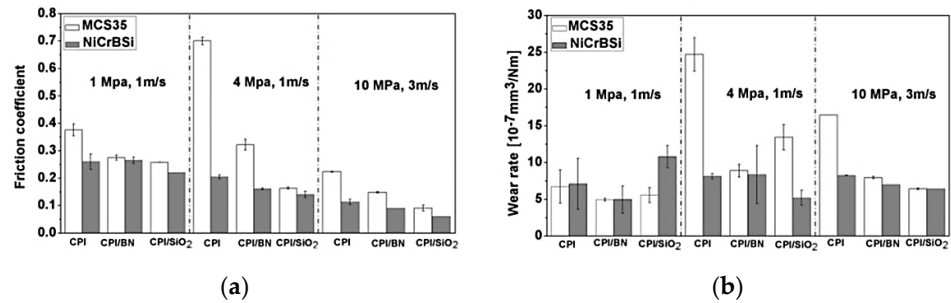 (a)
MCS35
NiCrBSi
Friction coefficient
0.8
0.7
0.6
0.5
0.4
0.3
0.2
0.1
0.0
1 Mpa, 1m/s
4 Mpa, 1m/s
10 MPa, 3m/s
CPI CPI/BN CPI/SiO₂ CPI CPI/BN CPI/SiO₂ CPI CPI/BN CPI/SiO₂
(a)
(b)
MCS35
NiCrBSi
Wear rate [10⁻⁷mm³/Nm]
30
25
20
15
10
5
0
1 Mpa, 1m/s
4 Mpa, 1m/s
10 MPa, 3m/s
CPI CPI/BN CPI/SiO₂ CPI CPI/BN CPI/SiO₂ CPI CPI/BN CPI/SiO₂
(b)